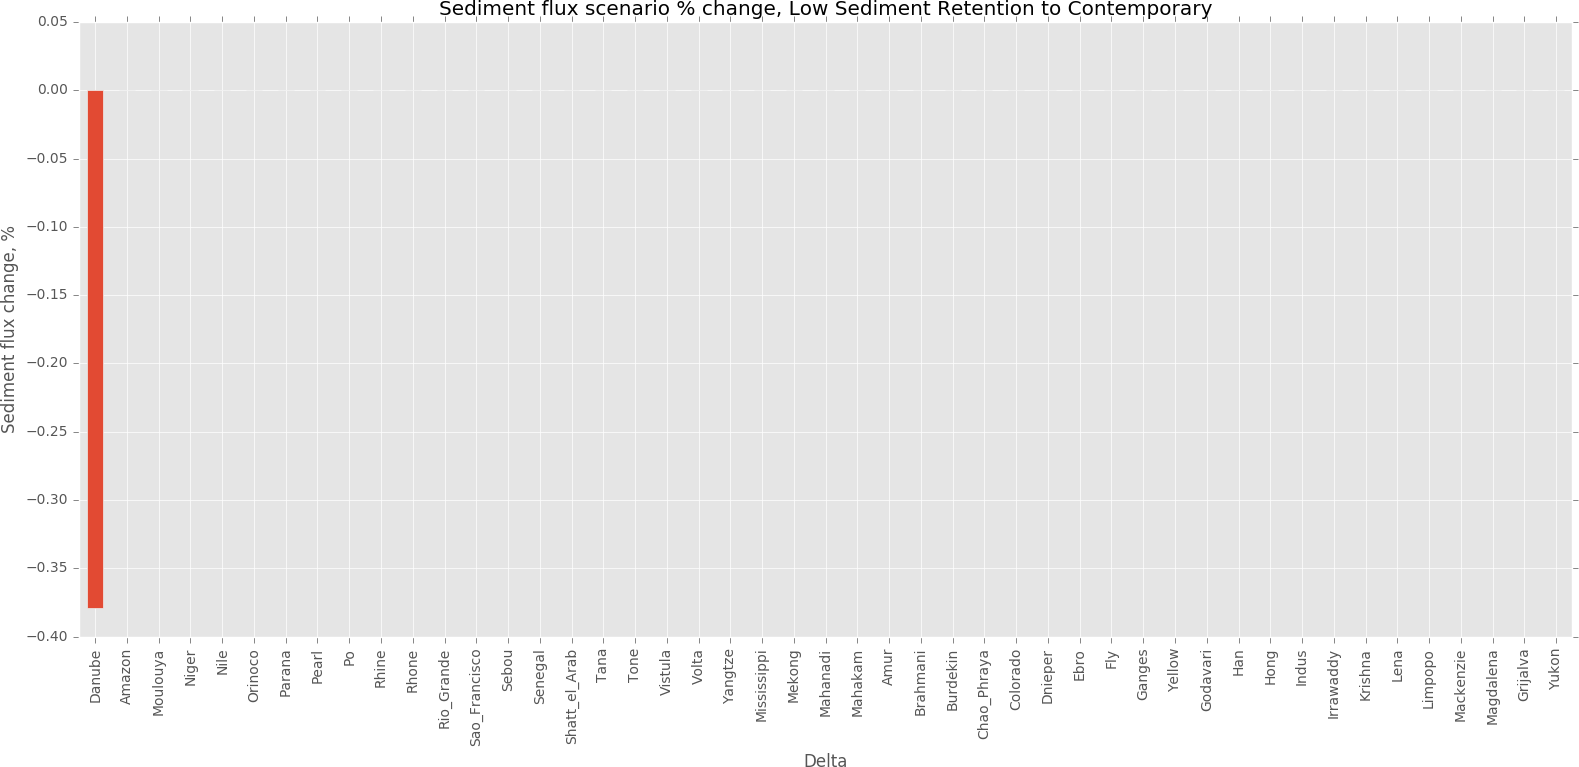 Sediment flux scenario % change, Low Sediment Retention to Contemporary
Sediment flux change, %
0.05
0.00
−0.05
−0.10
−0.15
−0.20
−0.25
−0.30
−0.35
−0.40
Danube
Amazon
Moulouya
Niger
Nile
Orinoco
Parana
Pearl
Po
Rhine
Rhone
Rio_Grande
Sao_Francisco
Sebou
Senegal
Shatt_el_Arab
Tana
Tone
Vistula
Volta
Yangtze
Mississippi
Mekong
Mahanadi
Mahakam
Amur
Brahmani
Burdekin
Chao_Phraya
Colorado
Dnieper
Ebro
Fly
Ganges
Yellow
Godavari
Han
Hong
Indus
Irrawaddy
Krishna
Lena
Limpopo
Mackenzie
Magdalena
Grijalva
Yukon
Delta